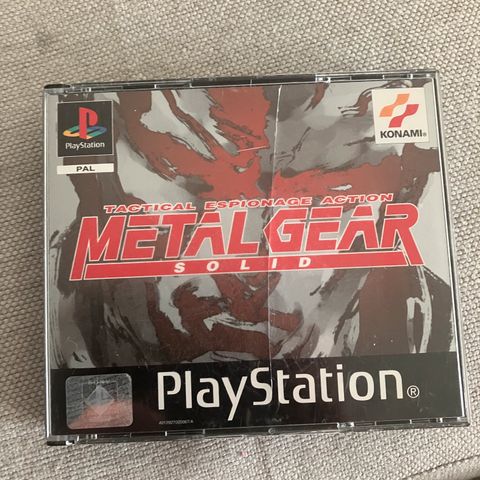 PlayStation
PAL
KONAMI®
TACTICAL ESPIONAGE ACTION
METAL GEAR
SOLID
PlayStation®